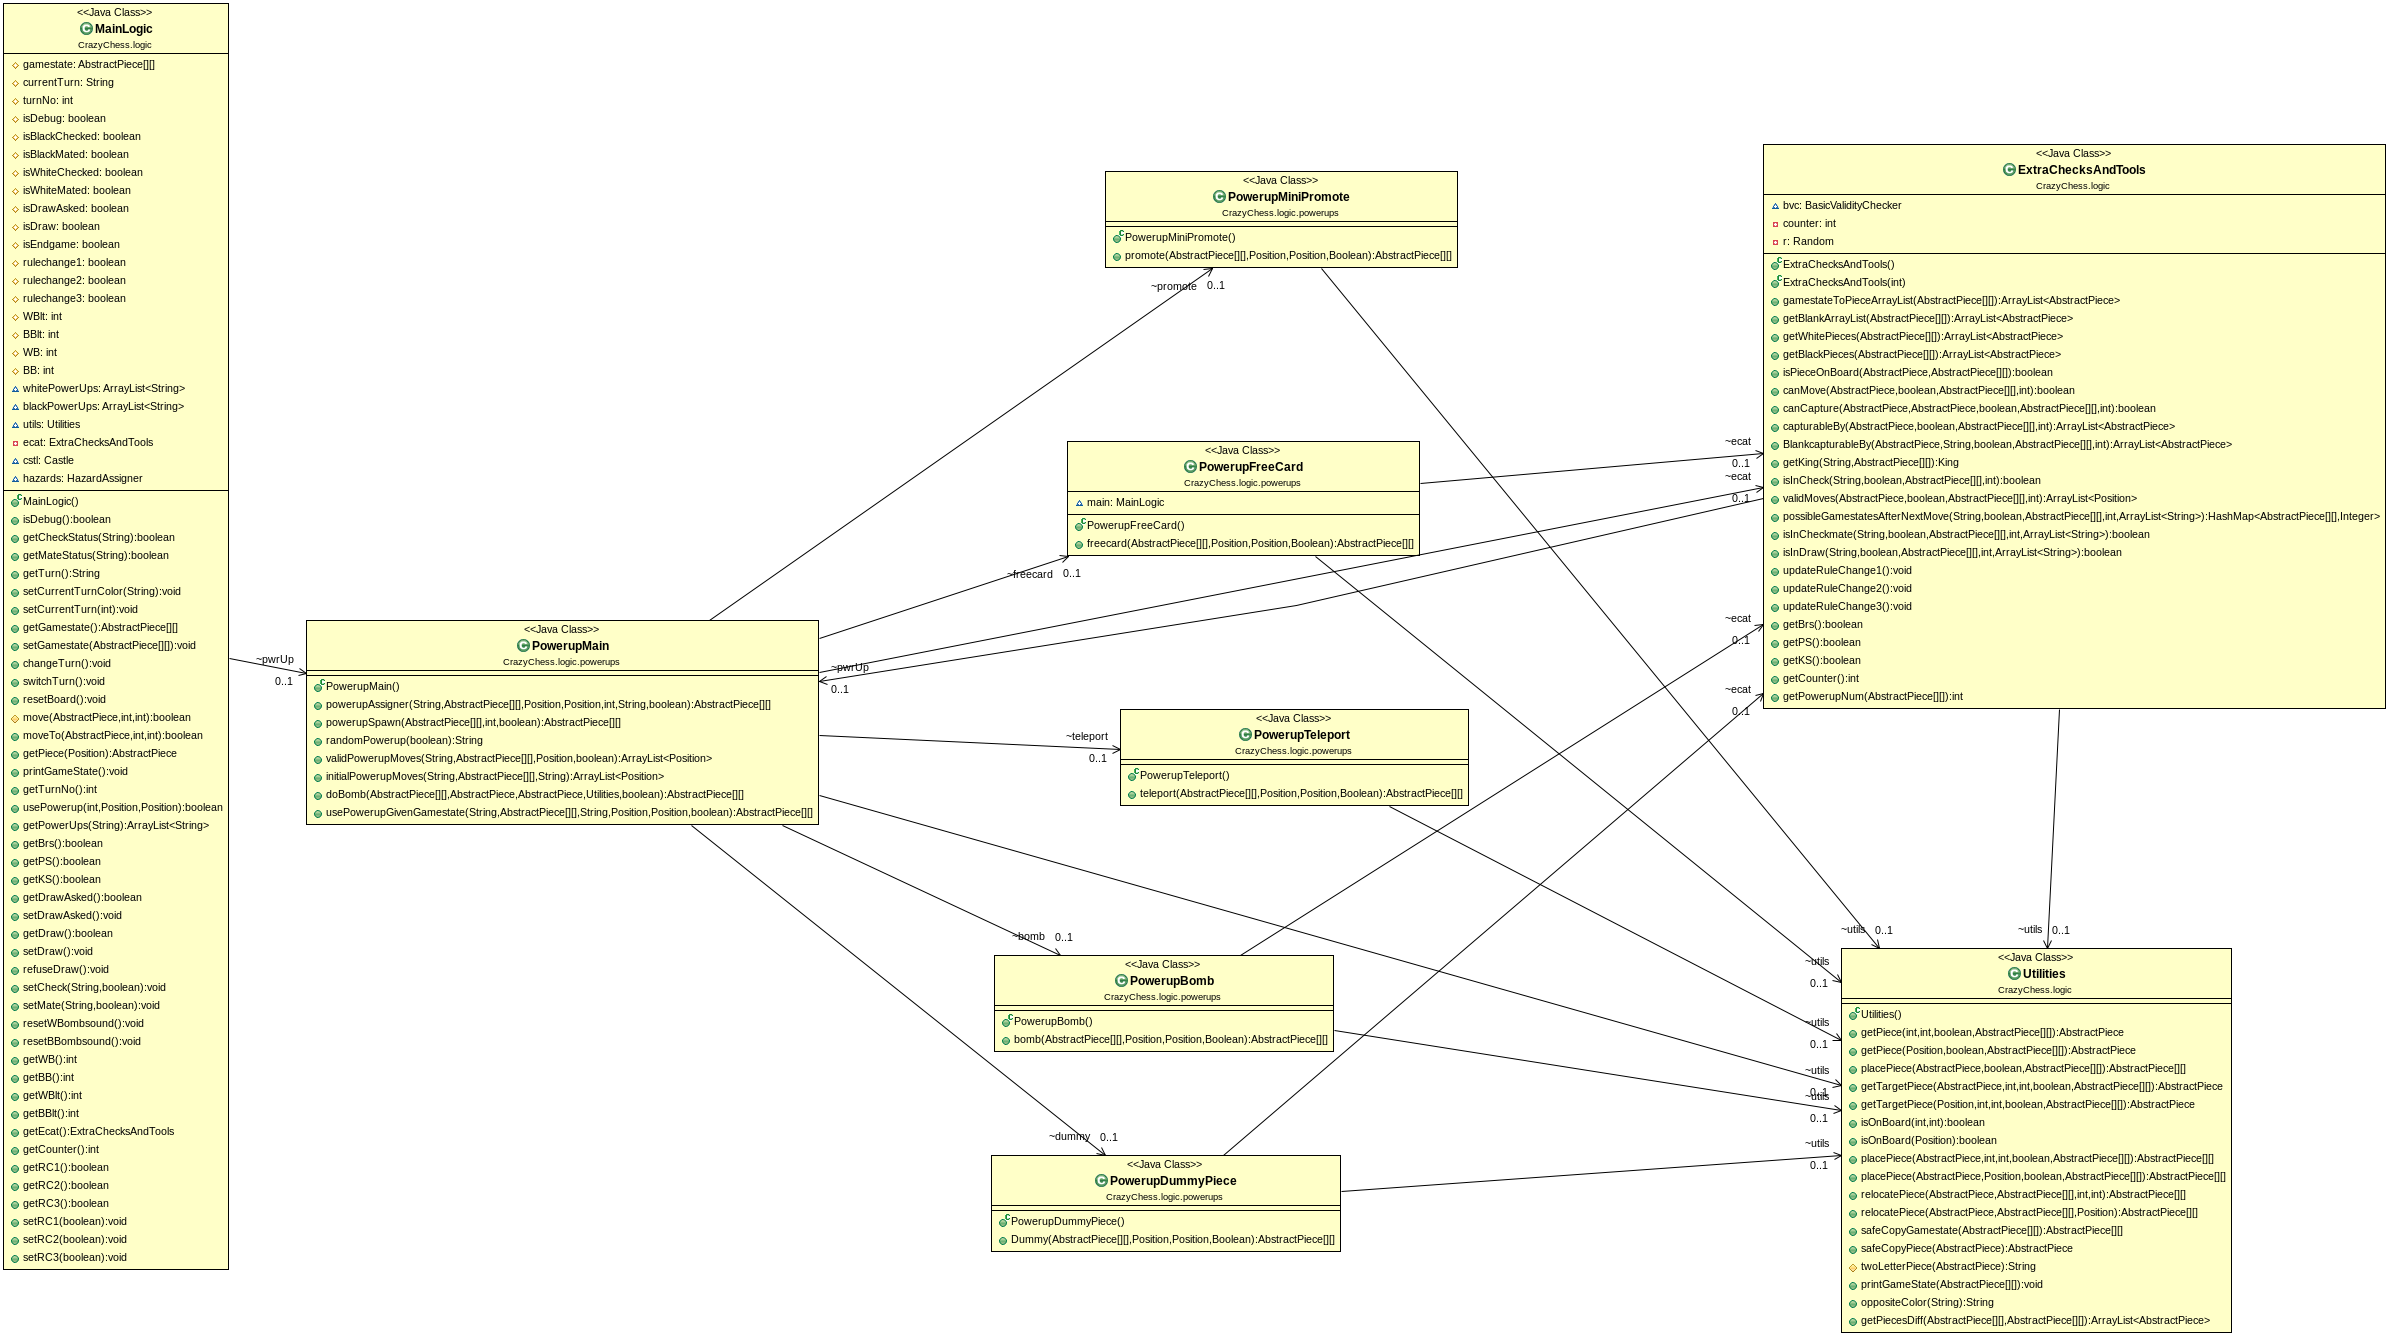 <<Java Class>>
MainLogic
CrazyChess.logic
gamestate: AbstractPiece[][]
currentTurn: String
turnNo: int
isDebug: boolean
isBlackChecked: boolean
isBlackMated: boolean
isWhiteChecked: boolean
isWhiteMated: boolean
isDrawAsked: boolean
isDraw: boolean
isEndgame: boolean
rulechange1: boolean
rulechange2: boolean
rulechange3: boolean
WBlt: int
BBlt: int
WB: int
BB: int
whitePowerUps: ArrayList<String>
blackPowerUps: ArrayList<String>
utils: Utilities
ecat: ExtraChecksAndTools
cstl: Castle
hazards: HazardAssigner
MainLogic()
isDebug():boolean
getCheckStatus(String):boolean
getMateStatus(String):boolean
getTurn():String
setCurrentTurnColor(String):void
setCurrentTurn(int):void
getGamestate():AbstractPiece[][]
setGamestate(AbstractPiece[][]):void
changeTurn():void
switchTurn():void
resetBoard():void
move(AbstractPiece,int,int):boolean
moveTo(AbstractPiece,int,int):boolean
getPiece(Position):AbstractPiece
printGameState():void
getTurnNo():int
usePowerup(int,Position,Position):boolean
getPowerUps(String):ArrayList<String>
getBrs():boolean
getPS():boolean
getKS():boolean
getDrawAsked():boolean
setDrawAsked():void
getDraw():boolean
setDraw():void
refuseDraw():void
setCheck(String,boolean):void
setMate(String,boolean):void
resetWBombsound():void
resetBBombsound():void
getWB():int
getBB():int
getWBlt():int
getBBlt():int
getEcat():ExtraChecksAndTools
getCounter():int
getRC1():boolean
getRC2():boolean
getRC3():boolean
setRC1(boolean):void
setRC2(boolean):void
setRC3(boolean):void
~pwrUp
0..1
<<Java Class>>
PowerupMain
CrazyChess.logic.powerups
PowerupMain()
powerupAssigner(String,AbstractPiece[][],Position,Position,int,String,boolean):AbstractPiece[][]
powerupSpawn(AbstractPiece[][],int,boolean):AbstractPiece[][]
randomPowerup(boolean):String
validPowerupMoves(String,AbstractPiece[][],Position,boolean):ArrayList<Position>
initialPowerupMoves(String,AbstractPiece[][],String):ArrayList<Position>
doBomb(AbstractPiece[][],AbstractPiece,AbstractPiece,Utilities,boolean):AbstractPiece[][]
usePowerupGivenGamestate(String,AbstractPiece[][],String,Position,Position,boolean):AbstractPiece[][]
~pwrUp
0..1
<<Java Class>>
PowerupMiniPromote
CrazyChess.logic.powerups
PowerupMiniPromote()
promote(AbstractPiece[][],Position,Position,Boolean):AbstractPiece[][]
~promote 0..1
<<Java Class>>
PowerupFreeCard
CrazyChess.logic.powerups
main: MainLogic
PowerupFreeCard()
freecard(AbstractPiece[][],Position,Position,Boolean):AbstractPiece[][]
~freecard 0..1
~teleport
0..1
<<Java Class>>
PowerupTeleport
CrazyChess.logic.powerups
PowerupTeleport()
teleport(AbstractPiece[][],Position,Position,Boolean):AbstractPiece[][]
~bomb 0..1
<<Java Class>>
PowerupBomb
CrazyChess.logic.powerups
PowerupBomb()
bomb(AbstractPiece[][],Position,Position,Boolean):AbstractPiece[][]
~dummy 0..1
<<Java Class>>
PowerupDummyPiece
CrazyChess.logic.powerups
PowerupDummyPiece()
Dummy(AbstractPiece[][],Position,Position,Boolean):AbstractPiece[][]
~ecat
0..1
~ecat
0..1
~ecat
0..1
~ecat
0..1
<<Java Class>>
ExtraChecksAndTools
CrazyChess.logic
bvc: BasicValidityChecker
counter: int
r: Random
ExtraChecksAndTools()
ExtraChecksAndTools(int)
gamestateToPieceArrayList(AbstractPiece[][]):ArrayList<AbstractPiece>
getBlankArrayList(AbstractPiece[][]):ArrayList<AbstractPiece>
getWhitePieces(AbstractPiece[][]):ArrayList<AbstractPiece>
getBlackPieces(AbstractPiece[][]):ArrayList<AbstractPiece>
isPieceOnBoard(AbstractPiece,AbstractPiece[][]):boolean
canMove(AbstractPiece,boolean,AbstractPiece[][],int):boolean
canCapture(AbstractPiece,AbstractPiece,boolean,AbstractPiece[][],int):boolean
capturableBy(AbstractPiece,boolean,AbstractPiece[][],int):ArrayList<AbstractPiece>
BlankcapturableBy(AbstractPiece,String,boolean,AbstractPiece[][],int):ArrayList<AbstractPiece>
getKing(String,AbstractPiece[][]):King
isInCheck(String,boolean,AbstractPiece[][],int):boolean
validMoves(AbstractPiece,boolean,AbstractPiece[][],int):ArrayList<Position>
possibleGamestatesAfterNextMove(String,boolean,AbstractPiece[][],int,ArrayList<String>):HashMap<AbstractPiece[][],Integer>
isInCheckmate(String,boolean,AbstractPiece[][],int,ArrayList<String>):boolean
isInDraw(String,boolean,AbstractPiece[][],int,ArrayList<String>):boolean
updateRuleChange1():void
updateRuleChange2():void
updateRuleChange3():void
getBrs():boolean
getPS():boolean
getKS():boolean
getCounter():int
getPowerupNum(AbstractPiece[][]):int
~utils 0..1
~utils 0..1
~utils
0..1
~utils
0..1
~utils
0..1
~utils
0..1
~utils
0..1
<<Java Class>>
Utilities
CrazyChess.logic
Utilities()
getPiece(int,int,boolean,AbstractPiece[][]):AbstractPiece
getPiece(Position,boolean,AbstractPiece[][]):AbstractPiece
placePiece(AbstractPiece,boolean,AbstractPiece[][]):AbstractPiece[][]
getTargetPiece(AbstractPiece,int,int,boolean,AbstractPiece[][]):AbstractPiece
getTargetPiece(Position,int,int,boolean,AbstractPiece[][]):AbstractPiece
isOnBoard(int,int):boolean
isOnBoard(Position):boolean
placePiece(AbstractPiece,int,int,boolean,AbstractPiece[][]):AbstractPiece[][]
placePiece(AbstractPiece,Position,boolean,AbstractPiece[][]):AbstractPiece[][]
relocatePiece(AbstractPiece,AbstractPiece[][],int,int):AbstractPiece[][]
relocatePiece(AbstractPiece,AbstractPiece[][],Position):AbstractPiece[][]
safeCopyGamestate(AbstractPiece[][]):AbstractPiece[][]
safeCopyPiece(AbstractPiece):AbstractPiece
twoLetterPiece(AbstractPiece):String
printGameState(AbstractPiece[][]):void
oppositeColor(String):String
getPiecesDiff(AbstractPiece[][],AbstractPiece[][]):ArrayList<AbstractPiece>